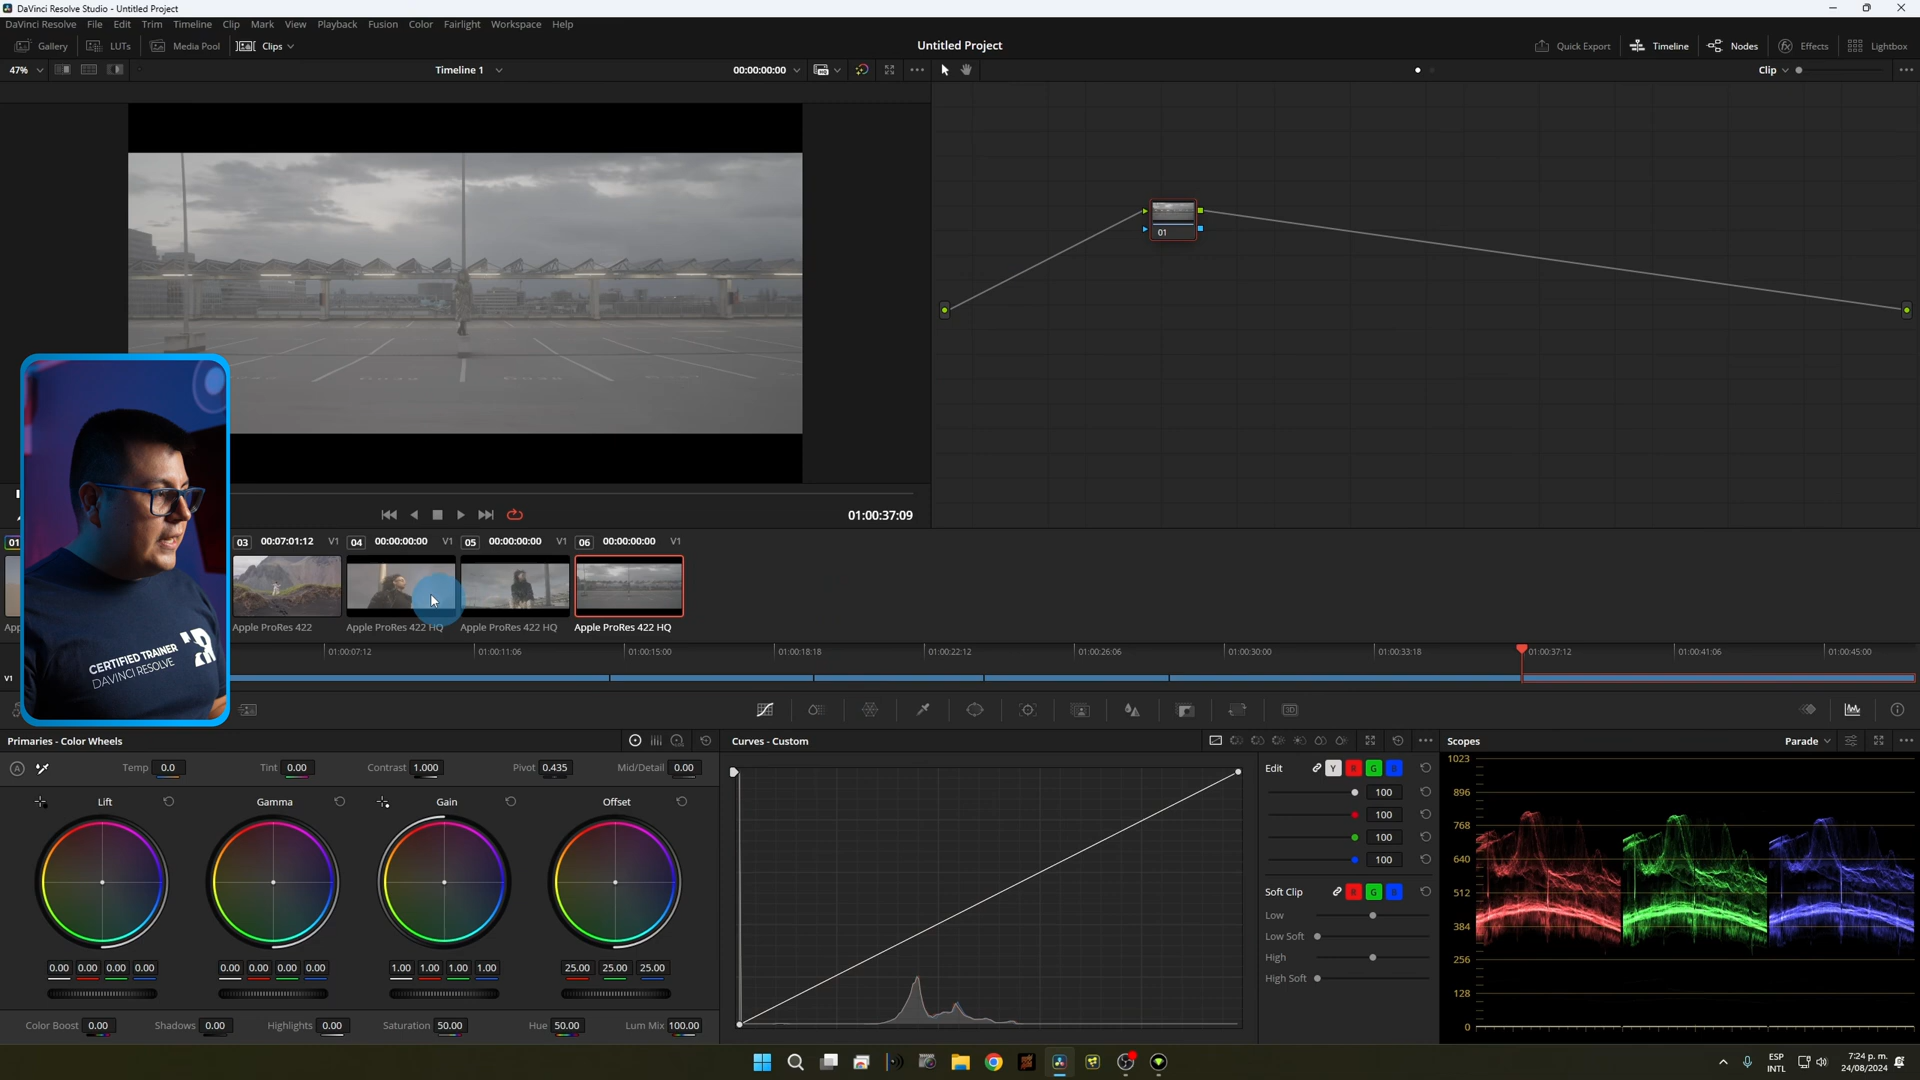 DaVinci Resolve Studio - Untitled Project
DaVinci Resolve File Edit Trim Timeline Clip Mark View Playback Fusion Color Fairlight Workspace Help
Gallery LUTs Media Pool Clips Untitled Project Quick Export Timeline Nodes Effects Lightbox
47% Timeline 1 00:00:00:00 Clip
01
01:00:37:09
01 03 00:07:01:12 V1 04 00:00:00:00 V1 05 00:00:00:00 V1 06 00:00:00:00 V1
Apple ProRes 422 Apple ProRes 422 HQ Apple ProRes 422 HQ Apple ProRes 422 HQ
01:00:07:12 01:00:11:06 01:00:15:00 01:00:18:18 01:00:22:12 01:00:26:06 01:00:30:00 01:00:33:18 01:00:37:12 01:00:41:06 01:00:45:00
V1
CERTIFIED TRAINER
DAVINCI RESOLVE
Primaries - Color Wheels Curves - Custom Scopes Parade
A Temp 0.0 Tint 0.00 Contrast 1.000 Pivot 0.435 Mid/Detail 0.00
Lift Gamma Gain Offset
0.00 0.00 0.00 0.00 0.00 0.00 0.00 0.00 1.00 1.00 1.00 1.00 25.00 25.00 25.00
Color Boost 0.00 Shadows 0.00 Highlights 0.00 Saturation 50.00 Hue 50.00 Lum Mix 100.00
Edit Y R G B
100
100
100
100
Soft Clip R G B
Low
Low Soft
High
High Soft
1023
896
768
640
512
384
256
128
0
ESP
INTL
7:24 p. m.
24/08/2024